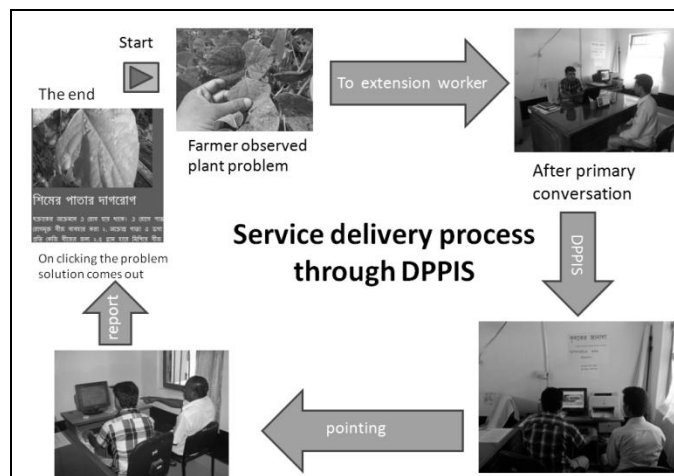 Start
The end
To extension worker
Farmer observed
plant problem
After primary
conversation
শিমের পাতার দাগরোগ
Service delivery process
through DPPIS
DPPIS
On clicking the problem
solution comes out
report
pointing